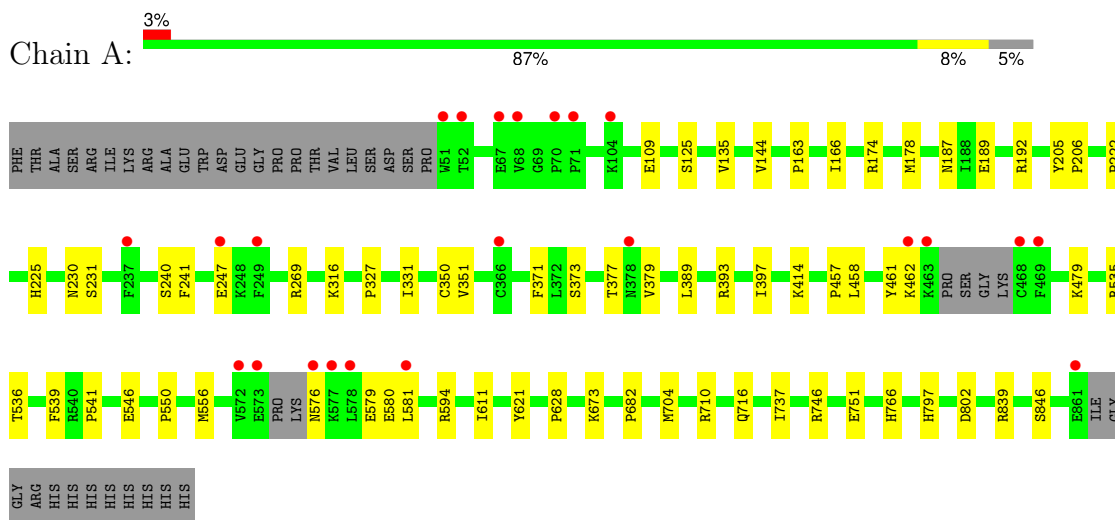 3%
Chain A:
87% 8% 5%
PHE THR ALA SER ARG ILE LYS ARG ALA GLU TRP ASP GLU GLY PRO PRO THR VAL LEU SER ASP SER PRO W51 T52 E67 V68 G69 P70 P71 K104 E109 S125 V135 V144 P163 I166 R174 M178 N187 I188 E189 R192 Y205 P206
H225 N230 S231 F237 S240 F241 E247 K248 F249 R269 K316 P327 I331 C350 V351 C366 F371 L372 S373 T377 N378 V379 L389 R393 I397 K414 P457 L458 Y461 K462 K463 PRO SER GLY LYS C468 F469 K479 R535
T536 F539 R540 P541 E546 P550 M556 V572 E573 PRO LYS N576 K577 L578 E579 E580 L581 R594 I611 Y621 P628 K673 P682 M704 R710 Q716 I737 R746 E751 H766 H797 D802 R839 S846 E861 ILE GLY
GLY ARG HIS HIS HIS HIS HIS HIS HIS HIS